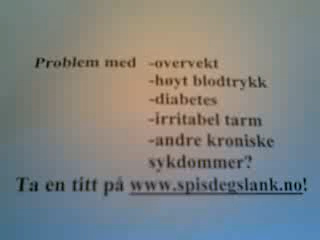 Problem med -overvekt
-høyt blodtrykk
-diabetes
-irritabel tarm
-andre kroniske
sykdommer?
Ta en titt på www.spisdegslank.no!